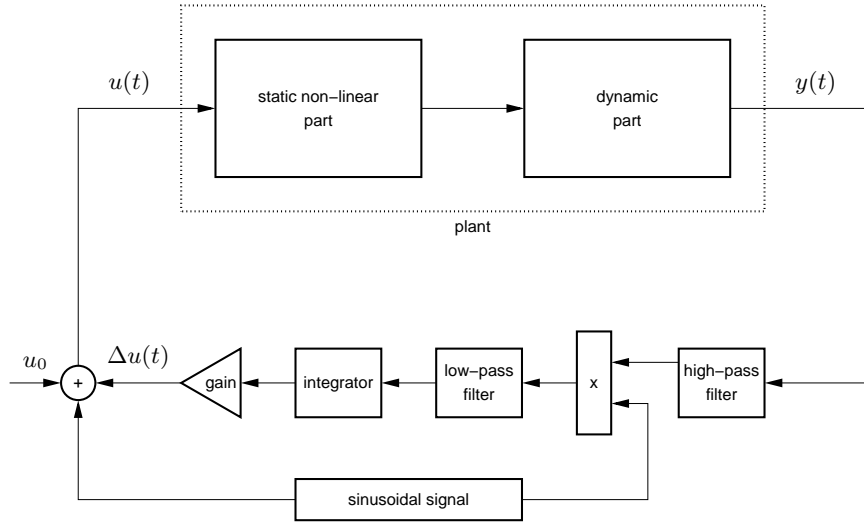 u(t)
static non–linear
part
dynamic
part
y(t)
plant
u₀
Δu(t)
+
gain
integrator
low–pass
filter
x
high–pass
filter
sinusoidal signal